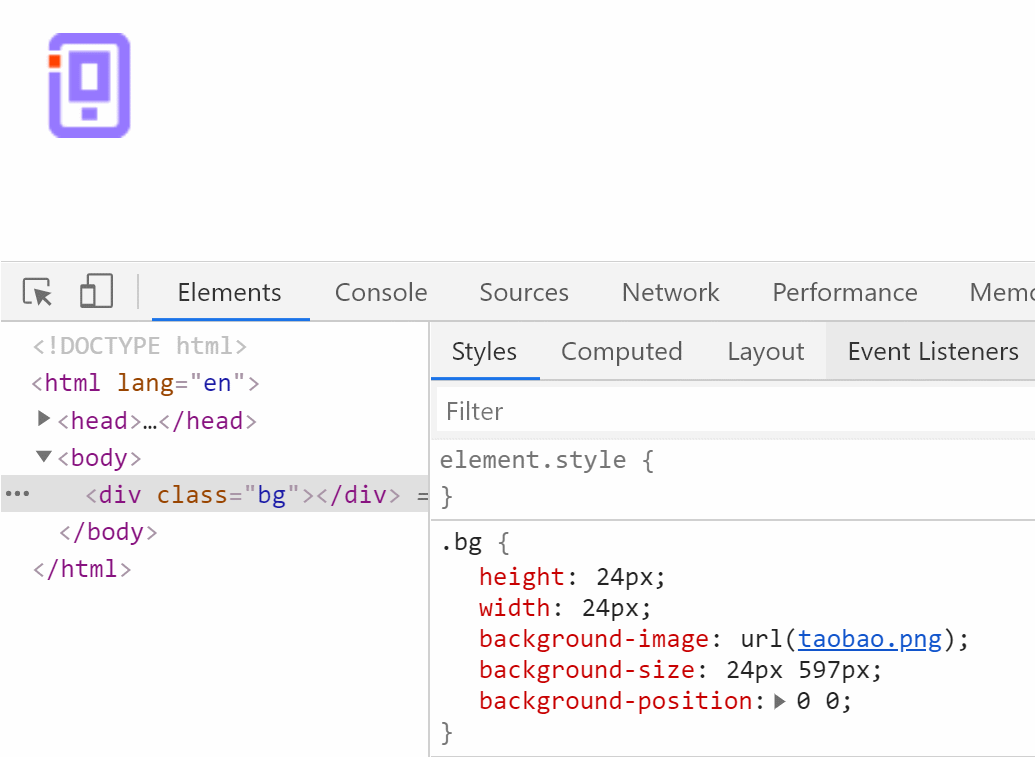 Elements Console Sources Network Performance
<!DOCTYPE html>
<html lang="en">
<head>…</head>
<body>
<div class="bg"></div> =
</body>
</html>
Styles Computed Layout Event Listeners
Filter
element.style {
}
.bg {
height: 24px;
width: 24px;
background-image: url(taobao.png);
background-size: 24px 597px;
background-position: 0 0;
}